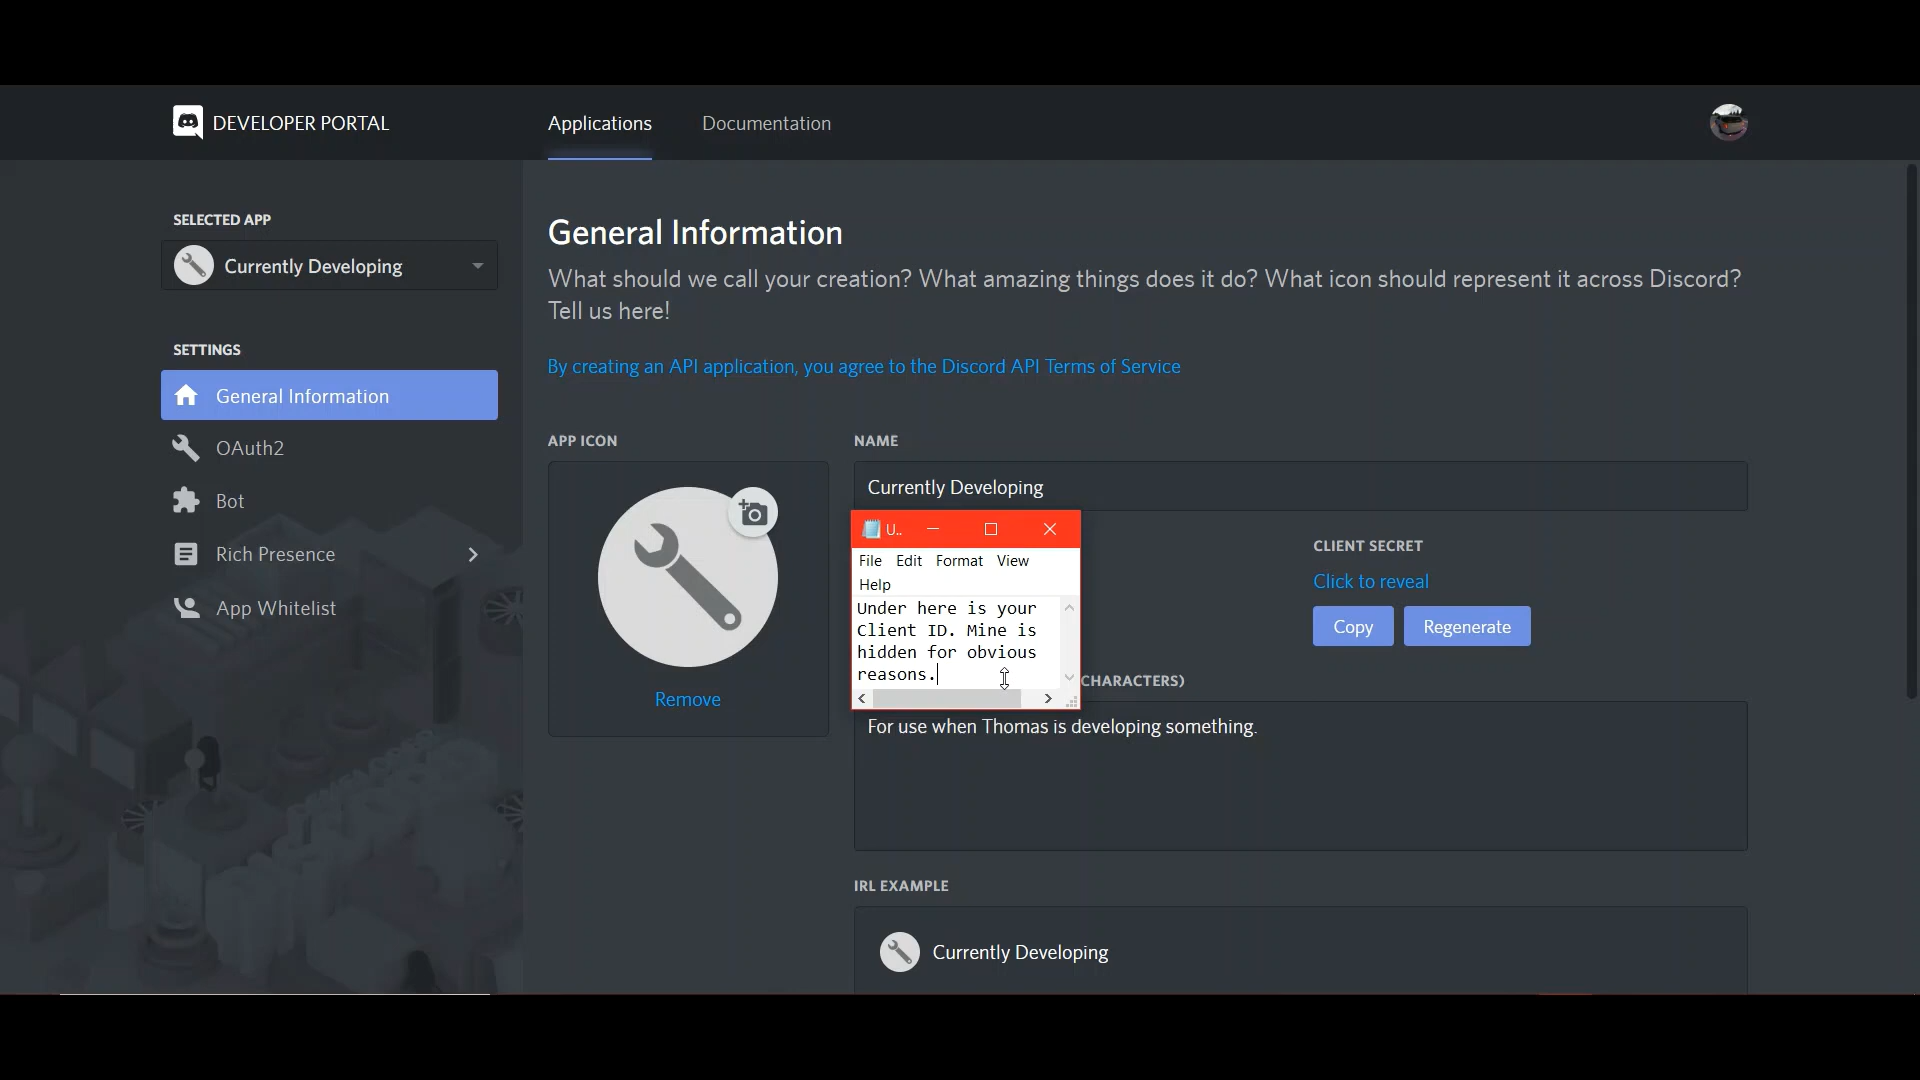 DEVELOPER PORTAL
Applications
Documentation
SELECTED APP
Currently Developing
SETTINGS
General Information
OAuth2
Bot
Rich Presence
App Whitelist
General Information
What should we call your creation? What amazing things does it do? What icon should represent it across Discord?
Tell us here!
By creating an API application, you agree to the Discord API Terms of Service
APP ICON
Remove
NAME
Currently Developing
U..
File Edit Format View
Help
Under here is your
Client ID. Mine is
hidden for obvious
reasons.
CLIENT SECRET
Click to reveal
Copy
Regenerate
CHARACTERS)
For use when Thomas is developing something.
IRL EXAMPLE
Currently Developing